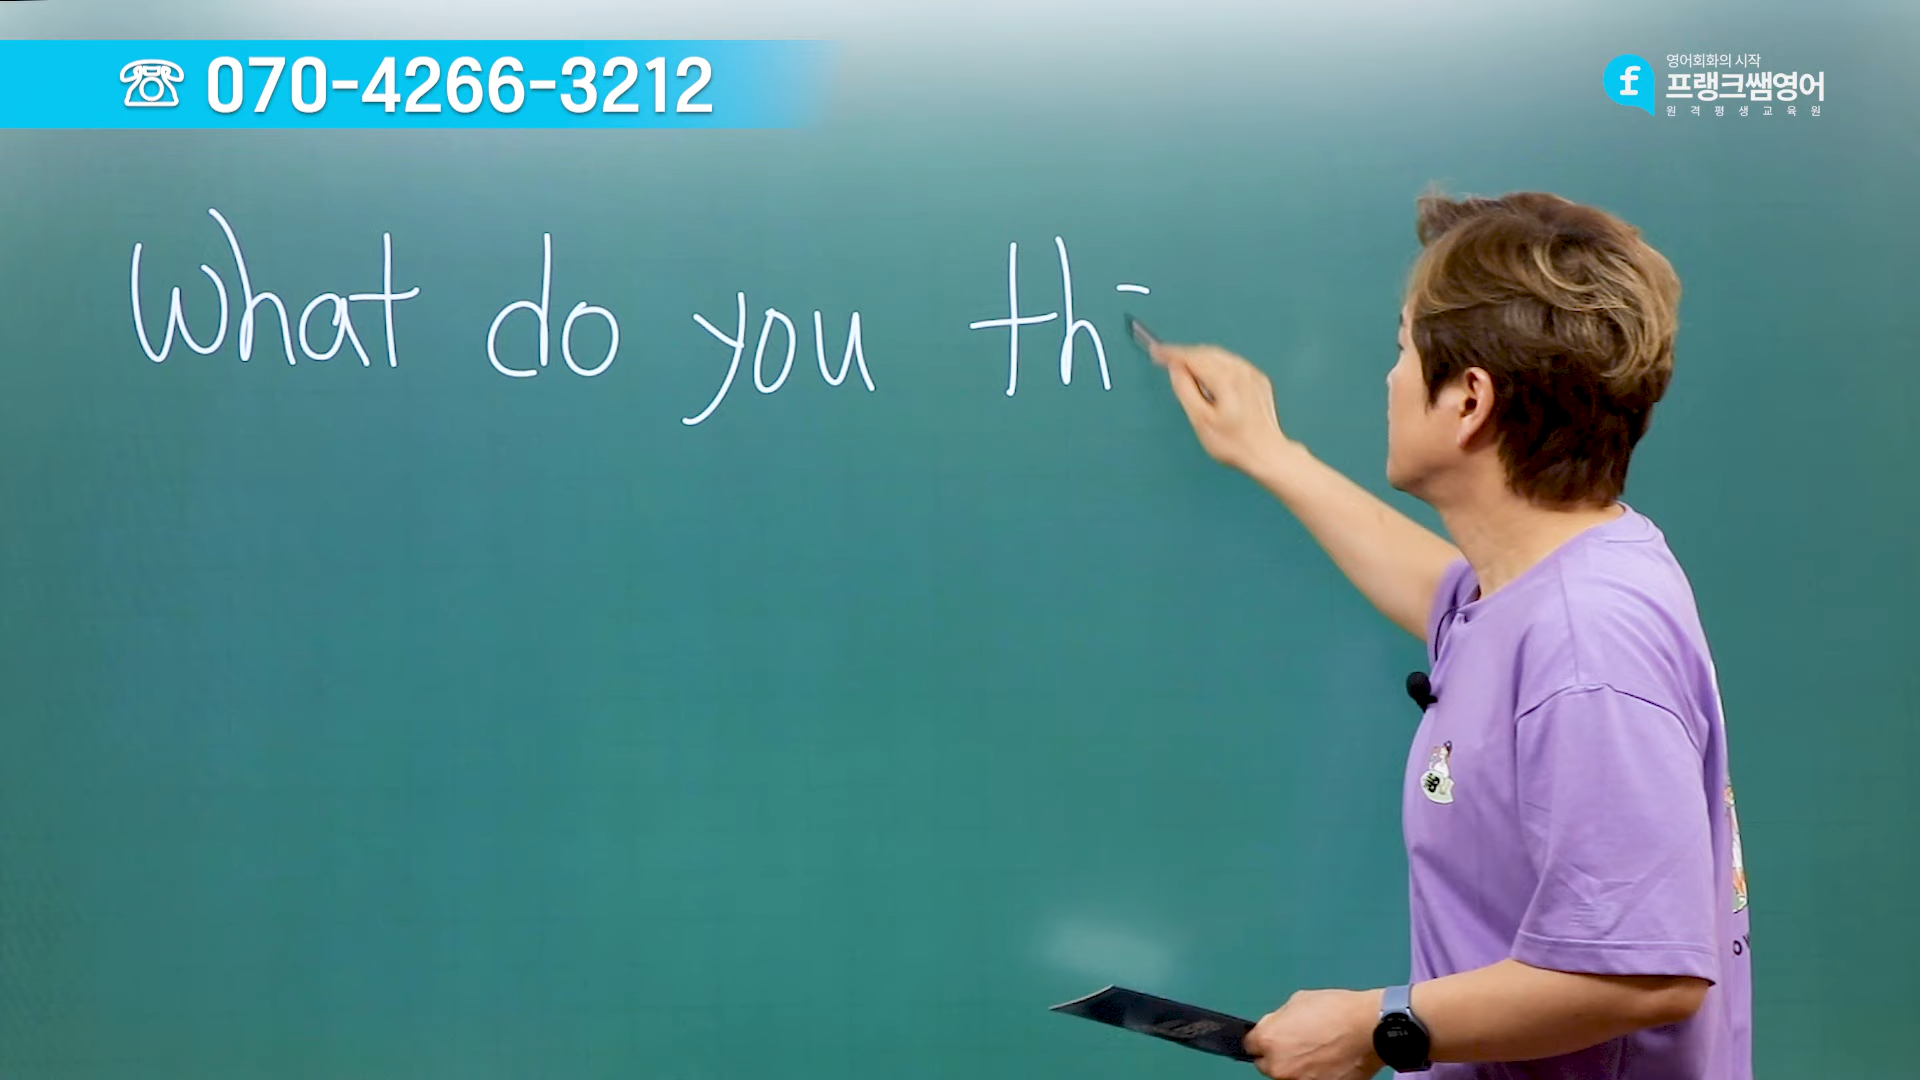 070-4266-3212
영어회화의 시작
프랭크쌤영어
원격평생교육원
What do you th